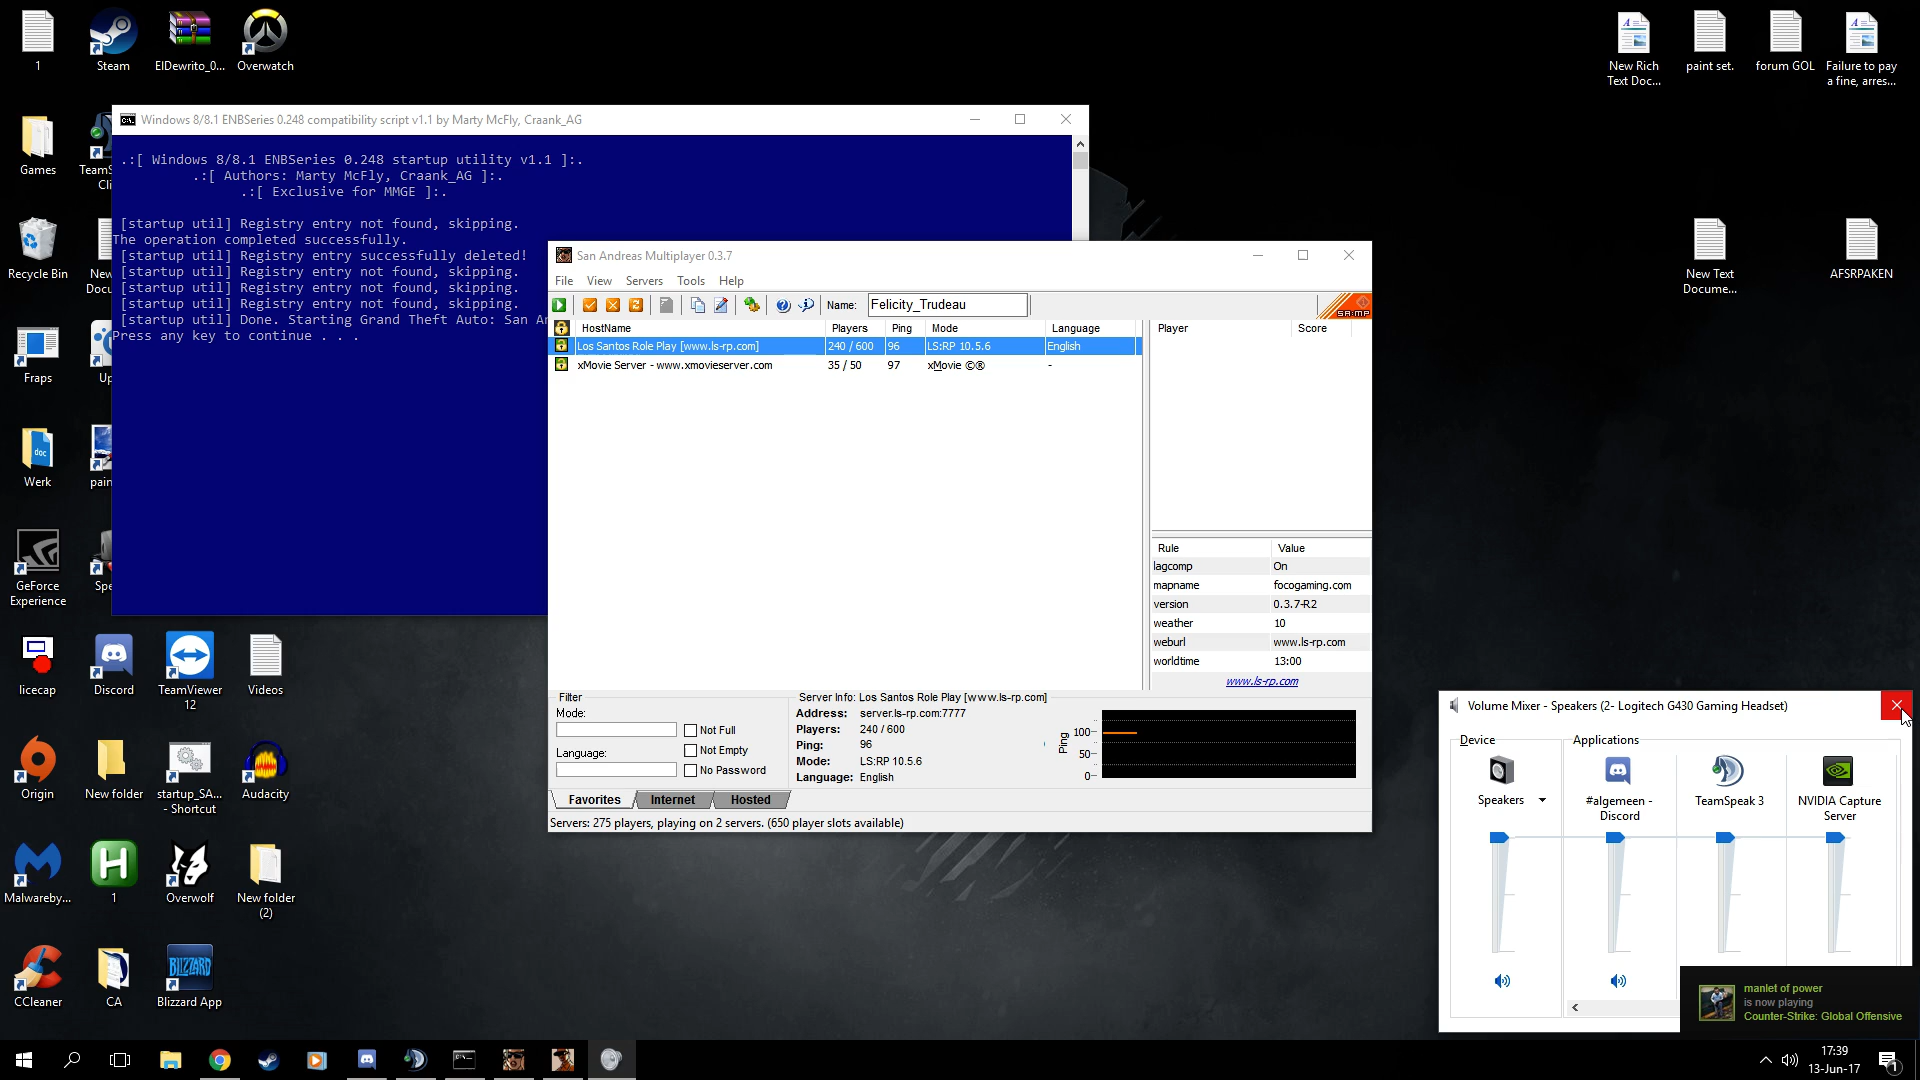 1
Steam
ElDewrito_0...
Overwatch
New Rich
Text Doc...
paint set.
forum GOL
Failure to pay
a fine, arres...
Games
TeamS
Cli
Recycle Bin
New
Docu
Fraps
Up
Werk
pain
GeForce
Experience
Spe
New Text
Docume...
AFSRPAKEN
Windows 8/8.1 ENBSeries 0.248 compatibility script v1.1 by Marty McFly, Craank_AG
.:[ Windows 8/8.1 ENBSeries 0.248 startup utility v1.1 ]:.
.:[ Authors: Marty McFly, Craank_AG ]:.
.:[ Exclusive for MMGE ]:.
[startup util] Registry entry not found, skipping.
The operation completed successfully.
[startup util] Registry entry successfully deleted!
[startup util] Registry entry not found, skipping.
[startup util] Registry entry not found, skipping.
[startup util] Registry entry not found, skipping.
[startup util] Done. Starting Grand Theft Auto: San An
Press any key to continue . . .
San Andreas Multiplayer 0.3.7
File View Servers Tools Help
Name: Felicity_Trudeau
SA:MP
HostName Players Ping Mode Language
Los Santos Role Play [www.ls-rp.com] 240 / 600 96 LS:RP 10.5.6 English
xMovie Server - www.xmovieserver.com 35 / 50 97 xMovie ©® -
Player Score
Rule Value
lagcomp On
mapname focogaming.com
version 0.3.7-R2
weather 10
weburl www.ls-rp.com
worldtime 13:00
www.ls-rp.com
Filter
Mode:
Not Full
Not Empty
Language:
No Password
Server Info: Los Santos Role Play [www.ls-rp.com]
Address: server.ls-rp.com:7777
Players: 240 / 600
Ping: 96
Mode: LS:RP 10.5.6
Language: English
Ping
100
50
0
Favorites Internet Hosted
Servers: 275 players, playing on 2 servers. (650 player slots available)
licecap
Discord
TeamViewer
12
Videos
Origin
New folder
startup_SA...
- Shortcut
Audacity
Malwareby...
1
Overwolf
New folder
(2)
CCleaner
CA
BLIZZARD
Blizzard App
Volume Mixer - Speakers (2- Logitech G430 Gaming Headset)
Device Applications
Speakers
#algemeen -
Discord
TeamSpeak 3
NVIDIA Capture
Server
manlet of power
is now playing
Counter-Strike: Global Offensive
17:39
13-Jun-17
1